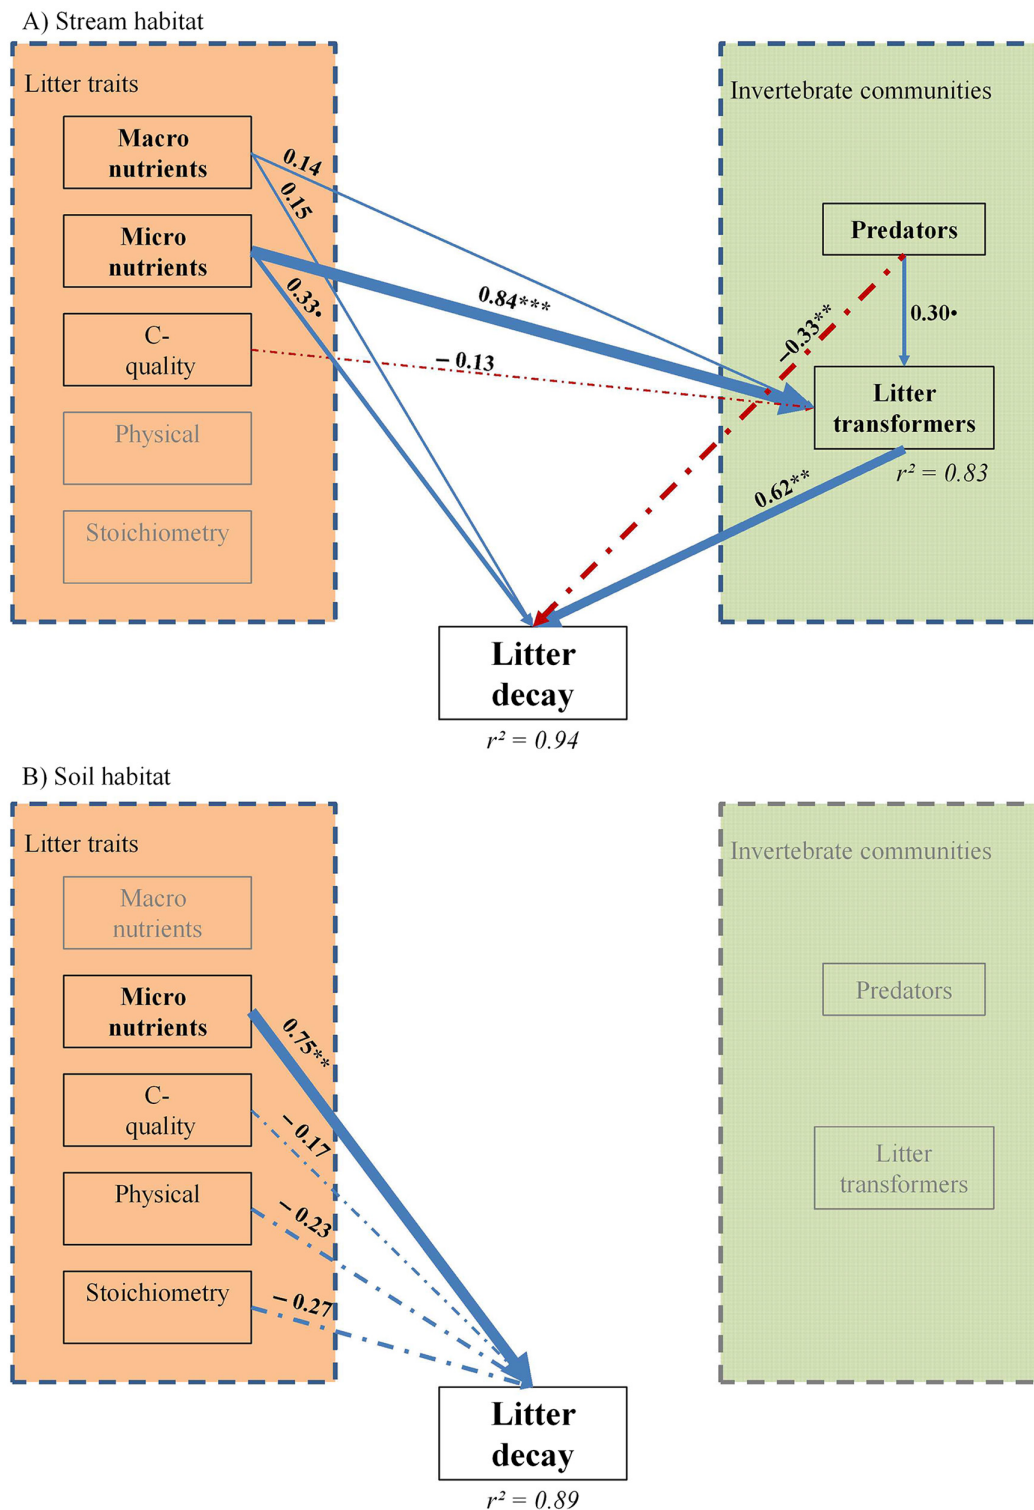 A) Stream habitat
Litter traits
Invertebrate communities
Macro
nutrients
0.14
0.15
Micro
nutrients
Predators
0.33•
0.84***
−0.33**
0.30•
C-
quality
− 0.13
Litter
transformers
Physical
r² = 0.83
0.62**
Stoichiometry
Litter
decay
r² = 0.94
B) Soil habitat
Litter traits
Invertebrate communities
Macro
nutrients
Predators
Micro
nutrients
0.75**
C-
quality
− 0.17
Litter
transformers
Physical
− 0.23
Stoichiometry
− 0.27
Litter
decay
r² = 0.89